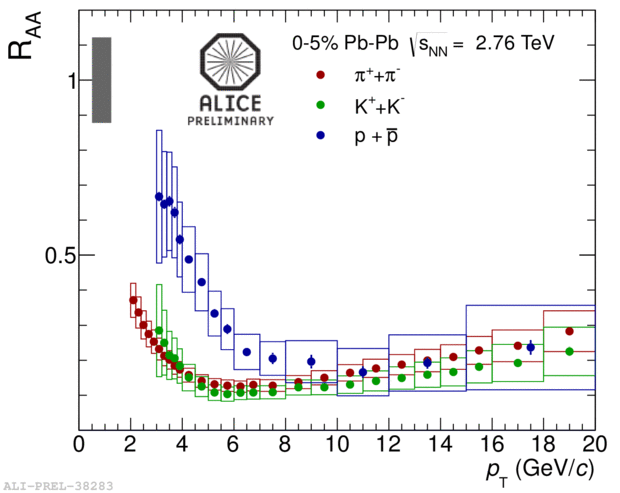 R_AA
0-5% Pb-Pb √s_NN = 2.76 TeV
π⁺+π⁻
K⁺+K⁻
p + p̅
ALICE
PRELIMINARY
1
0.5
0 2 4 6 8 10 12 14 16 18 20
p_T (GeV/c)
ALI-PREL-38283